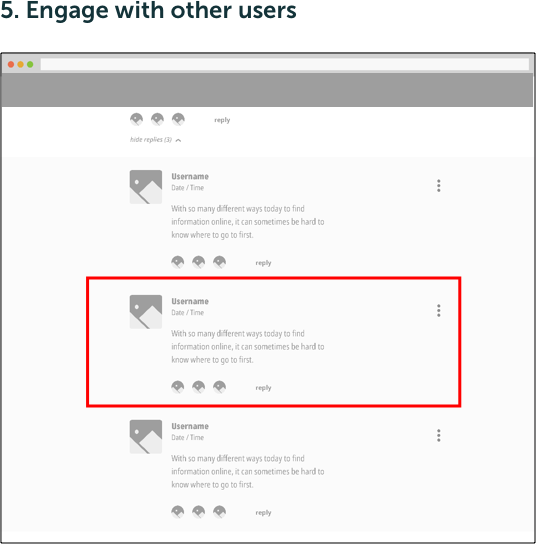 5. Engage with other users
reply
hide replies (3)
Username
Date / Time
With so many different ways today to find
information online, it can sometimes be hard to
know where to go to first.
reply
Username
Date / Time
With so many different ways today to find
information online, it can sometimes be hard to
know where to go to first.
reply
Username
Date / Time
With so many different ways today to find
information online, it can sometimes be hard to
know where to go to first.
reply